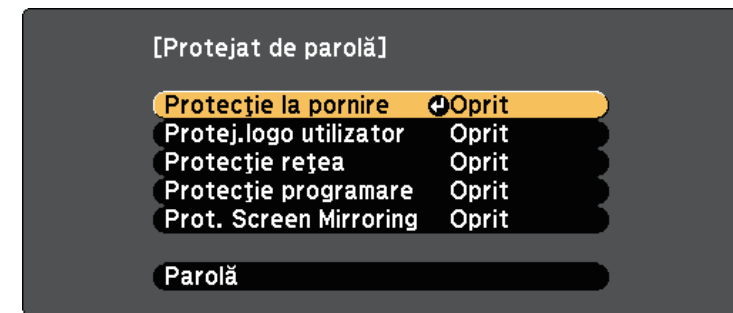 [Protejat de parolă]
Protecţie la pornire Oprit
Protej.logo utilizator Oprit
Protecţie reţea Oprit
Protecţie programare Oprit
Prot. Screen Mirroring Oprit
Parolă